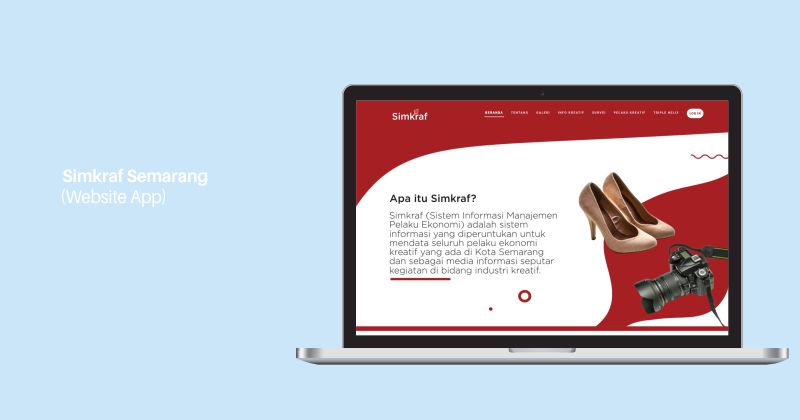 Simkraf
BERANDA TENTANG GALERI INFO KREATIF SURVEI PELAKU KREATIF TRIPLE HELIX LOG IN
Simkraf Semarang
(Website App)
Apa itu Simkraf?
Simkraf (Sistem Informasi Manajemen
Pelaku Ekonomi) adalah sistem
informasi yang diperuntukan untuk
mendata seluruh pelaku ekonomi
kreatif yang ada di Kota Semarang
dan sebagai media informasi seputar
kegiatan di bidang industri kreatif.